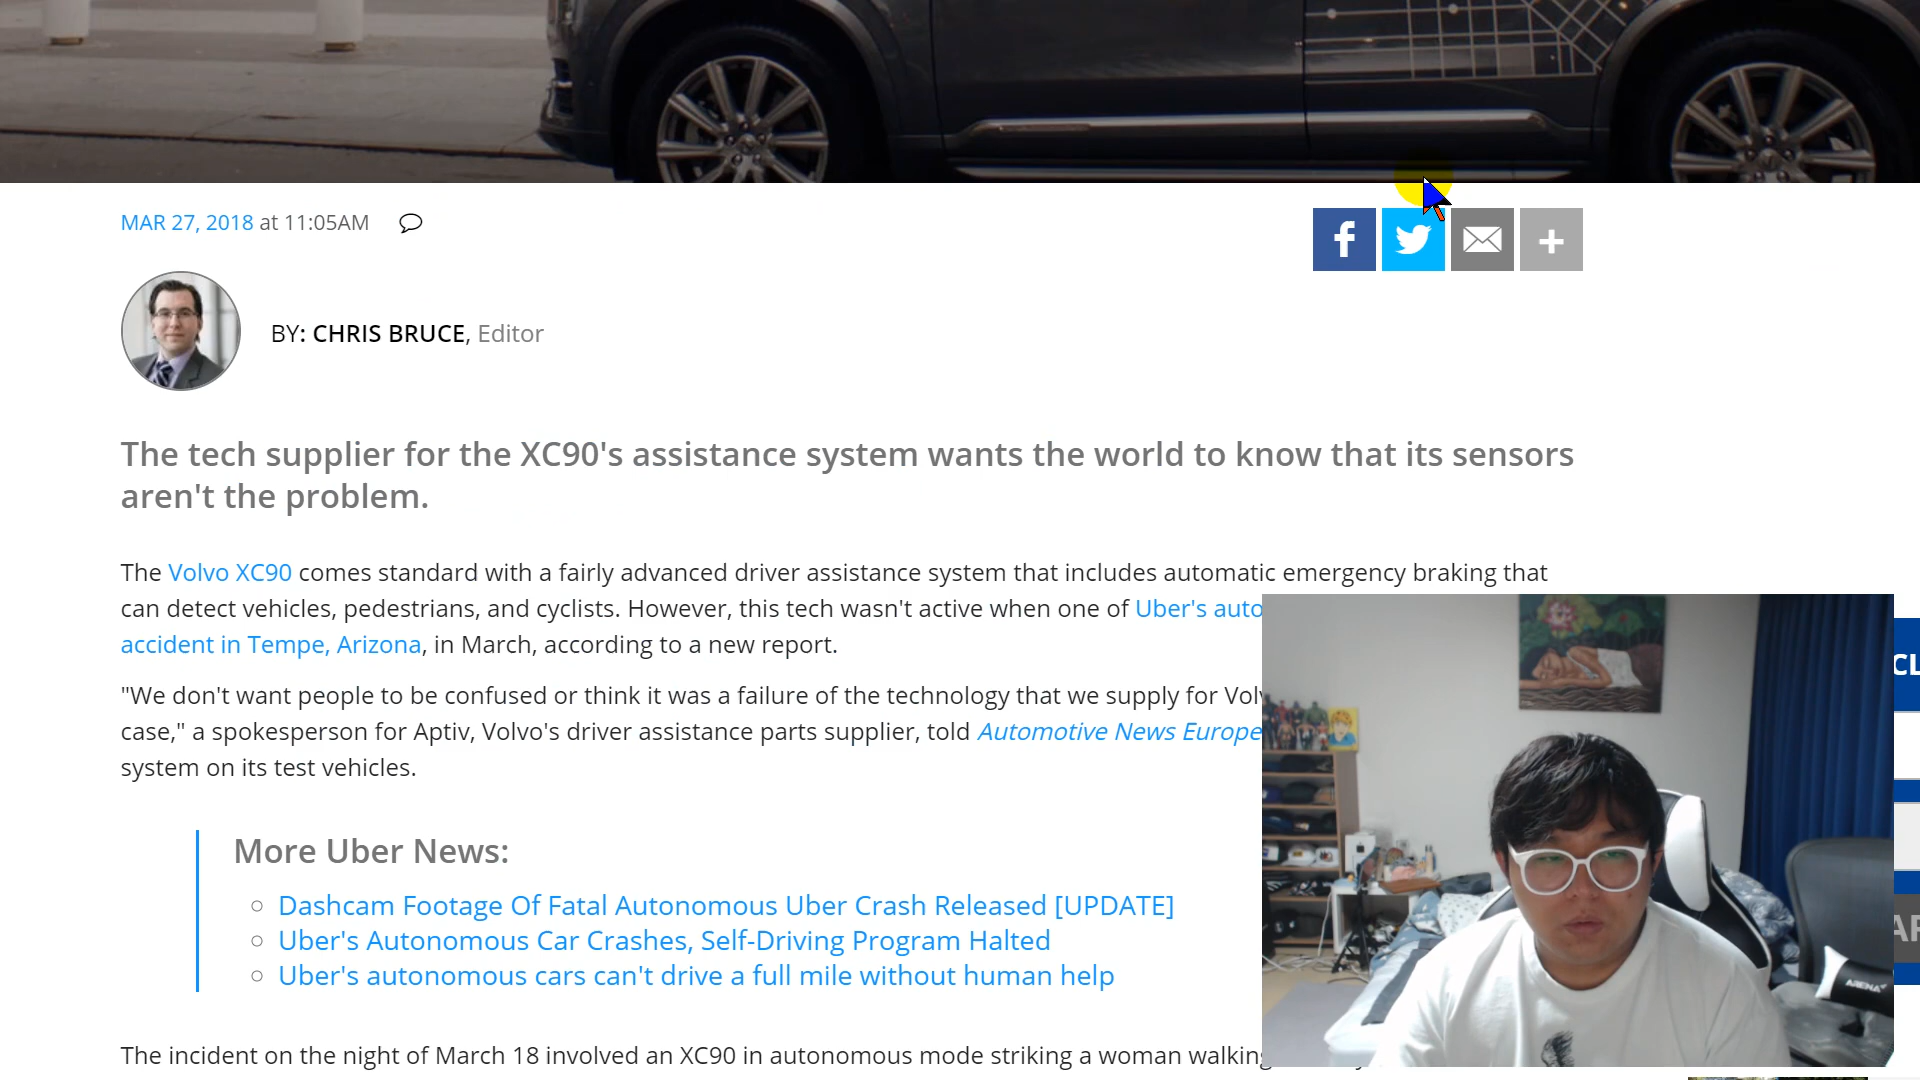 MAR 27, 2018 at 11:05AM
f
+
BY: CHRIS BRUCE, Editor
The tech supplier for the XC90's assistance system wants the world to know that its sensors
aren't the problem.
The Volvo XC90 comes standard with a fairly advanced driver assistance system that includes automatic emergency braking that
can detect vehicles, pedestrians, and cyclists. However, this tech wasn't active when one of Uber's auto
accident in Tempe, Arizona, in March, according to a new report.
"We don't want people to be confused or think it was a failure of the technology that we supply for Vol
case," a spokesperson for Aptiv, Volvo's driver assistance parts supplier, told Automotive News Europe
system on its test vehicles.
More Uber News:
Dashcam Footage Of Fatal Autonomous Uber Crash Released [UPDATE]
Uber's Autonomous Car Crashes, Self-Driving Program Halted
Uber's autonomous cars can't drive a full mile without human help
The incident on the night of March 18 involved an XC90 in autonomous mode striking a woman walking
CL
ARENA